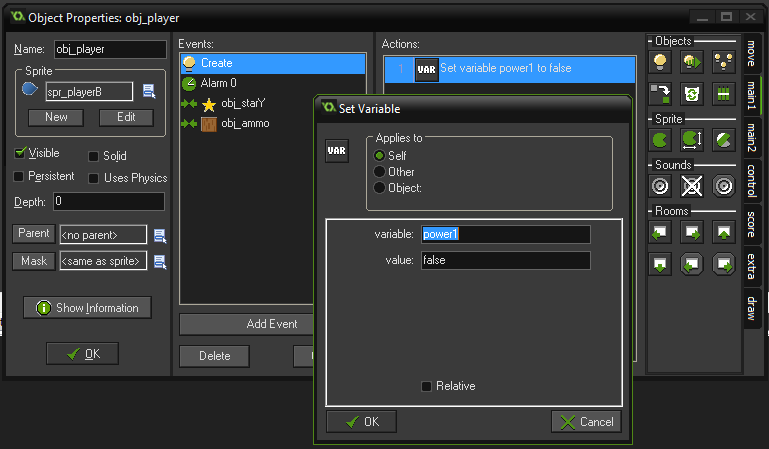 Object Properties: obj_player
Name: obj_player
Sprite
spr_playerB
New Edit
Visible Solid
Persistent Uses Physics
Depth: 0
Parent <no parent>
Mask <same as sprite>
Show Information
OK
Events:
Create
Alarm 0
obj_starY
obj_ammo
Add Event
Delete
Actions:
1 VAR Set variable power1 to false
Set Variable
VAR
Applies to
Self
Other
Object:
variable: power1
value: false
Relative
OK Cancel
Objects
Sprite
Sounds
Rooms
move
main1
main2
control
score
extra
draw